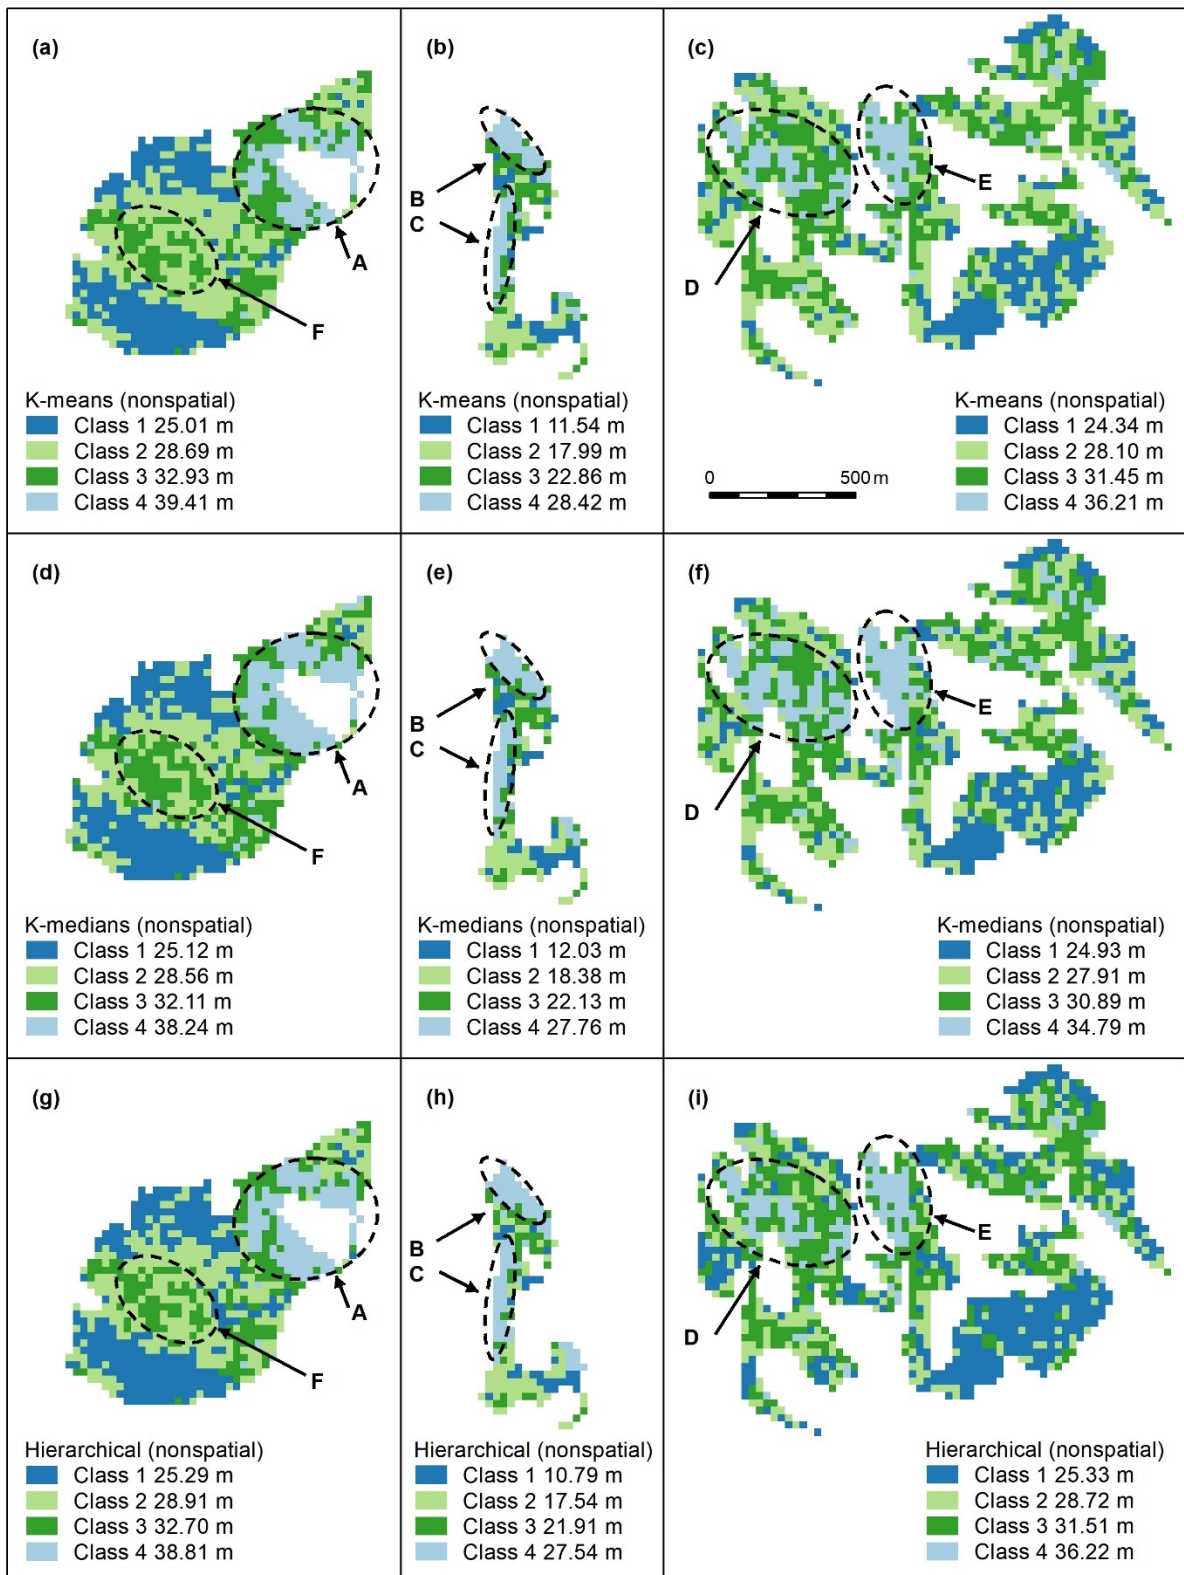 (a)
A
F
K-means (nonspatial)
Class 1 25.01 m
Class 2 28.69 m
Class 3 32.93 m
Class 4 39.41 m
(b)
B
C
K-means (nonspatial)
Class 1 11.54 m
Class 2 17.99 m
Class 3 22.86 m
Class 4 28.42 m
(c)
E
D
0 500 m
K-means (nonspatial)
Class 1 24.34 m
Class 2 28.10 m
Class 3 31.45 m
Class 4 36.21 m
(d)
A
F
K-medians (nonspatial)
Class 1 25.12 m
Class 2 28.56 m
Class 3 32.11 m
Class 4 38.24 m
(e)
B
C
K-medians (nonspatial)
Class 1 12.03 m
Class 2 18.38 m
Class 3 22.13 m
Class 4 27.76 m
(f)
E
D
K-medians (nonspatial)
Class 1 24.93 m
Class 2 27.91 m
Class 3 30.89 m
Class 4 34.79 m
(g)
A
F
Hierarchical (nonspatial)
Class 1 25.29 m
Class 2 28.91 m
Class 3 32.70 m
Class 4 38.81 m
(h)
B
C
Hierarchical (nonspatial)
Class 1 10.79 m
Class 2 17.54 m
Class 3 21.91 m
Class 4 27.54 m
(i)
E
D
Hierarchical (nonspatial)
Class 1 25.33 m
Class 2 28.72 m
Class 3 31.51 m
Class 4 36.22 m